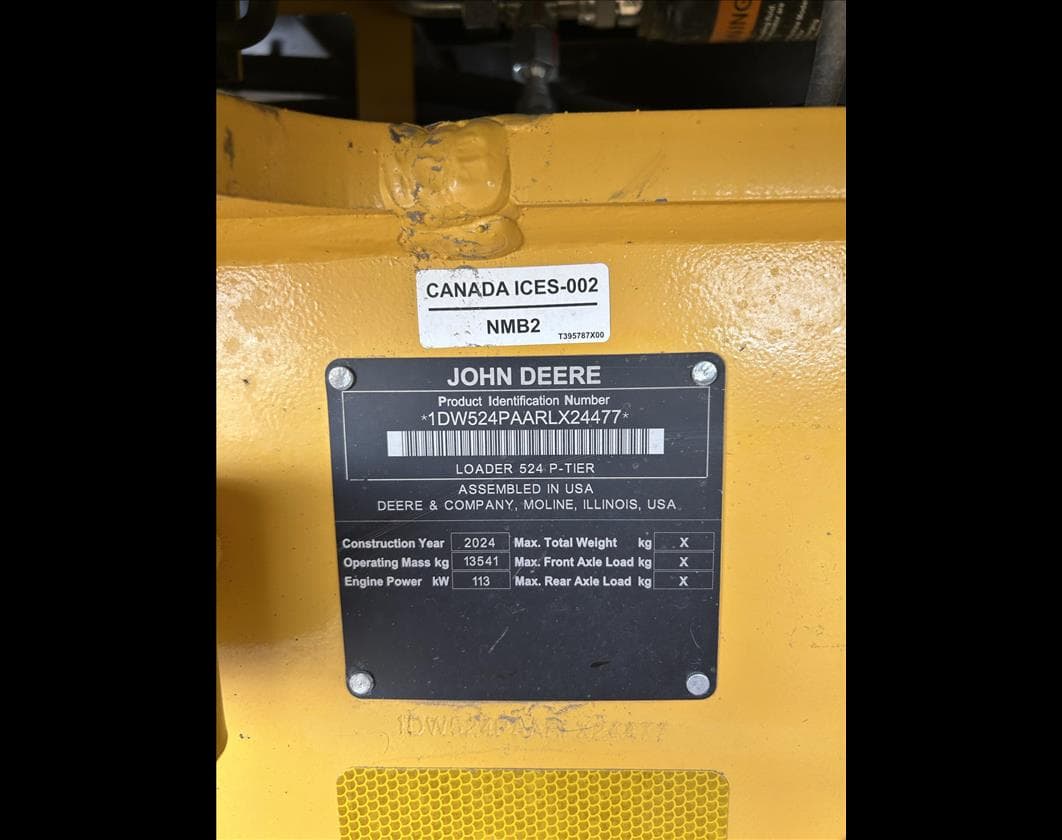 NING
CANADA ICES-002
NMB2
T395787X00
JOHN DEERE
Product Identification Number
*1DW524PAARLX24477*
LOADER 524 P-TIER
ASSEMBLED IN USA
DEERE & COMPANY, MOLINE, ILLINOIS, USA
Construction Year 2024 Max. Total Weight kg X
Operating Mass kg 13541 Max. Front Axle Load kg X
Engine Power kW 113 Max. Rear Axle Load kg X
1DW524PAARLX24477